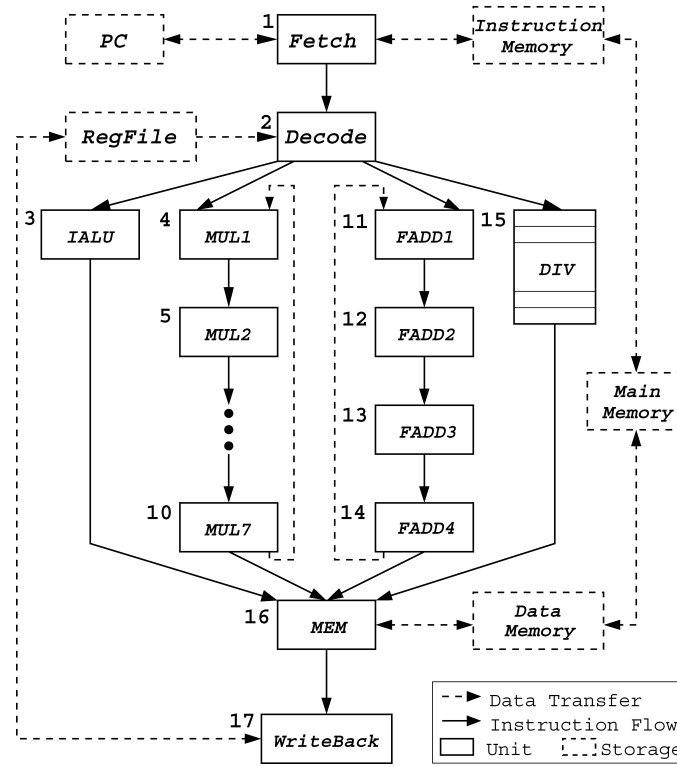 1
PC
Fetch
Instruction
Memory
2
RegFile
Decode
3
IALU
4
MUL1
11
FADD1
15
DIV
5
MUL2
12
FADD2
13
FADD3
Main
Memory
10
MUL7
14
FADD4
16
MEM
Data
Memory
17
WriteBack
Data Transfer
Instruction Flow
Unit
Storage